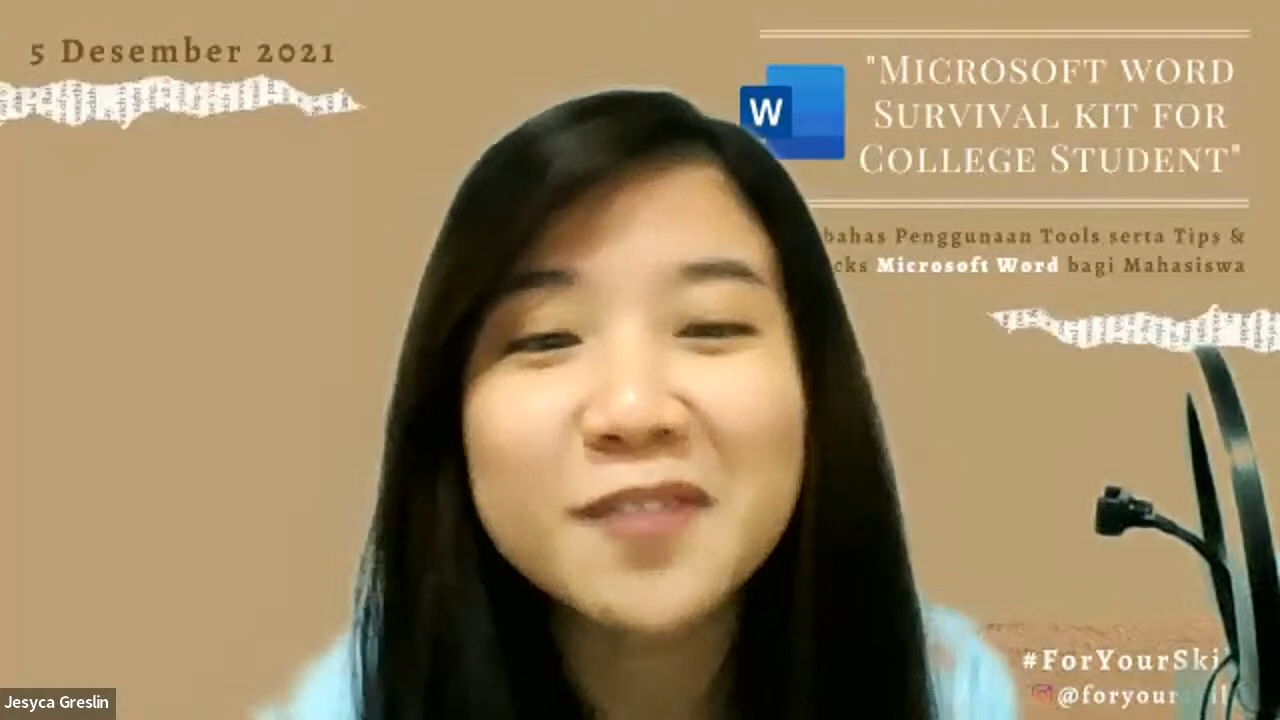 5 Desember 2021
W
"Microsoft word
Survival kit for
College Student"
bahas Penggunaan Tools serta Tips &
cks Microsoft Word bagi Mahasiswa
#ForYourSki
@foryour
Jesyca Greslin